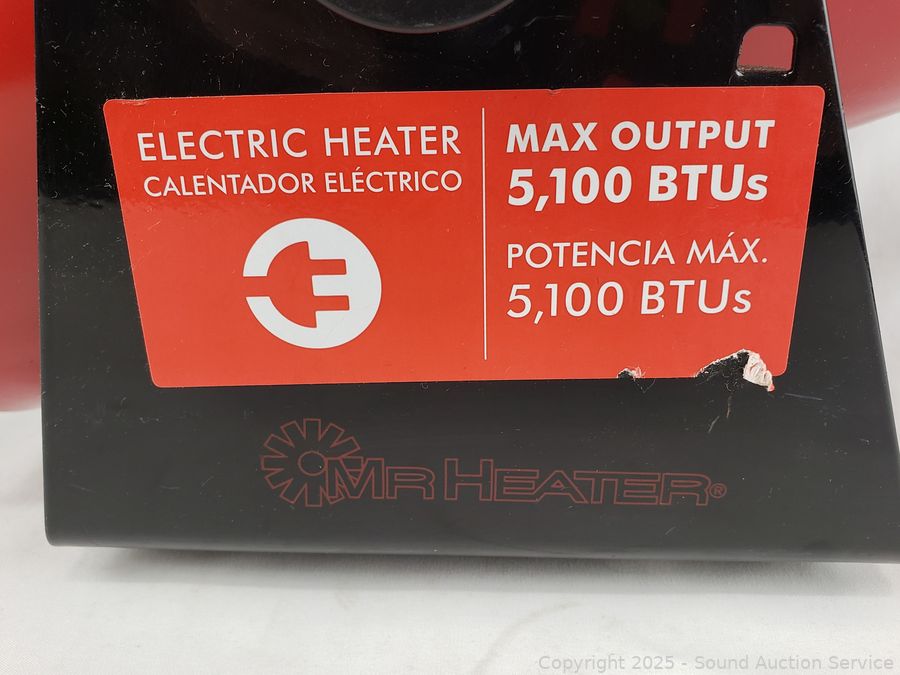 ELECTRIC HEATER
CALENTADOR ELÉCTRICO
MAX OUTPUT
5,100 BTUs
POTENCIA MÁX.
5,100 BTUs
MR HEATER®
Copyright © 2025 - Sound Auction Service